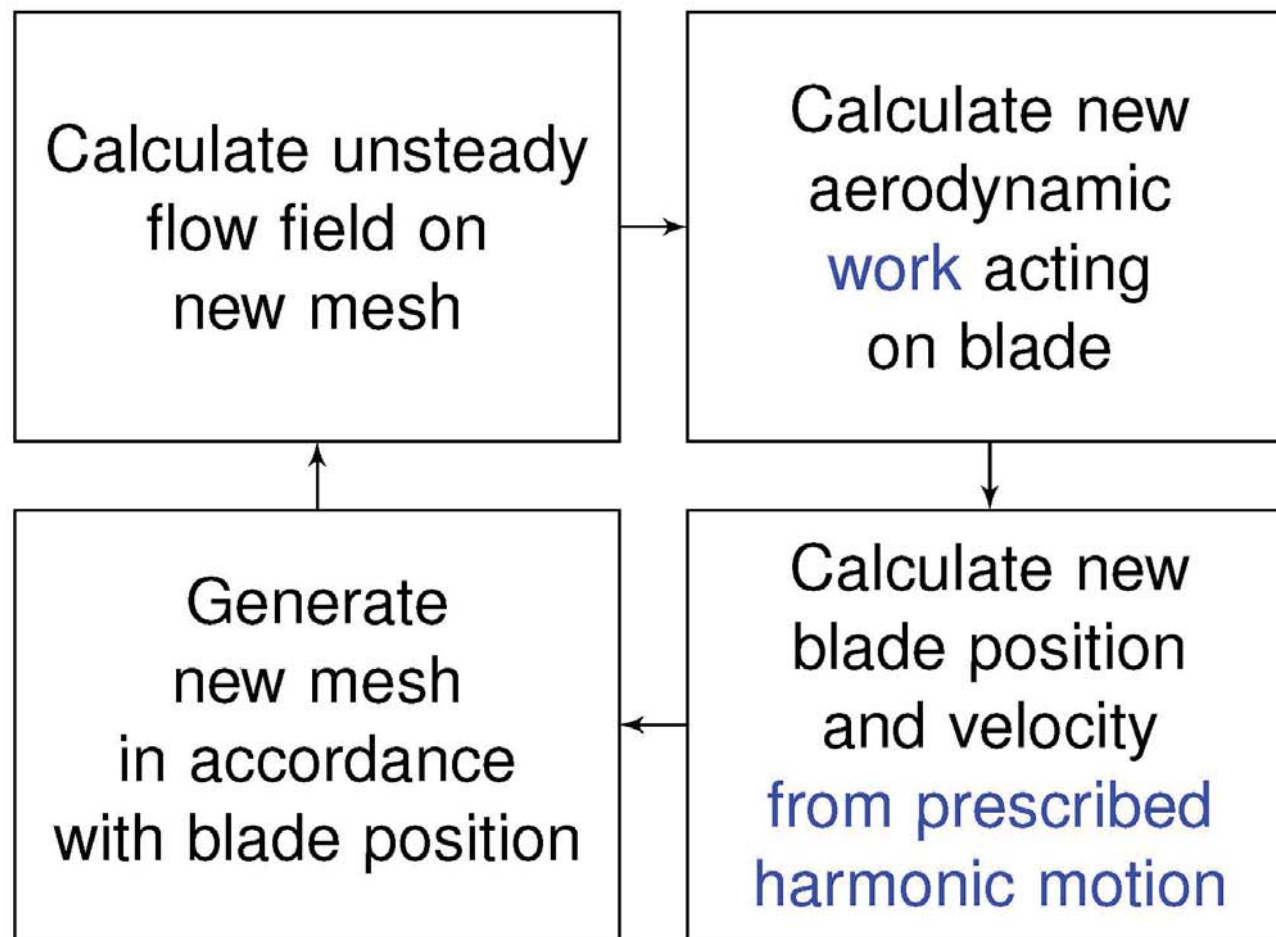 Calculate unsteady
flow field on
new mesh
Calculate new
aerodynamic
work acting
on blade
Generate
new mesh
in accordance
with blade position
Calculate new
blade position
and velocity
from prescribed
harmonic motion